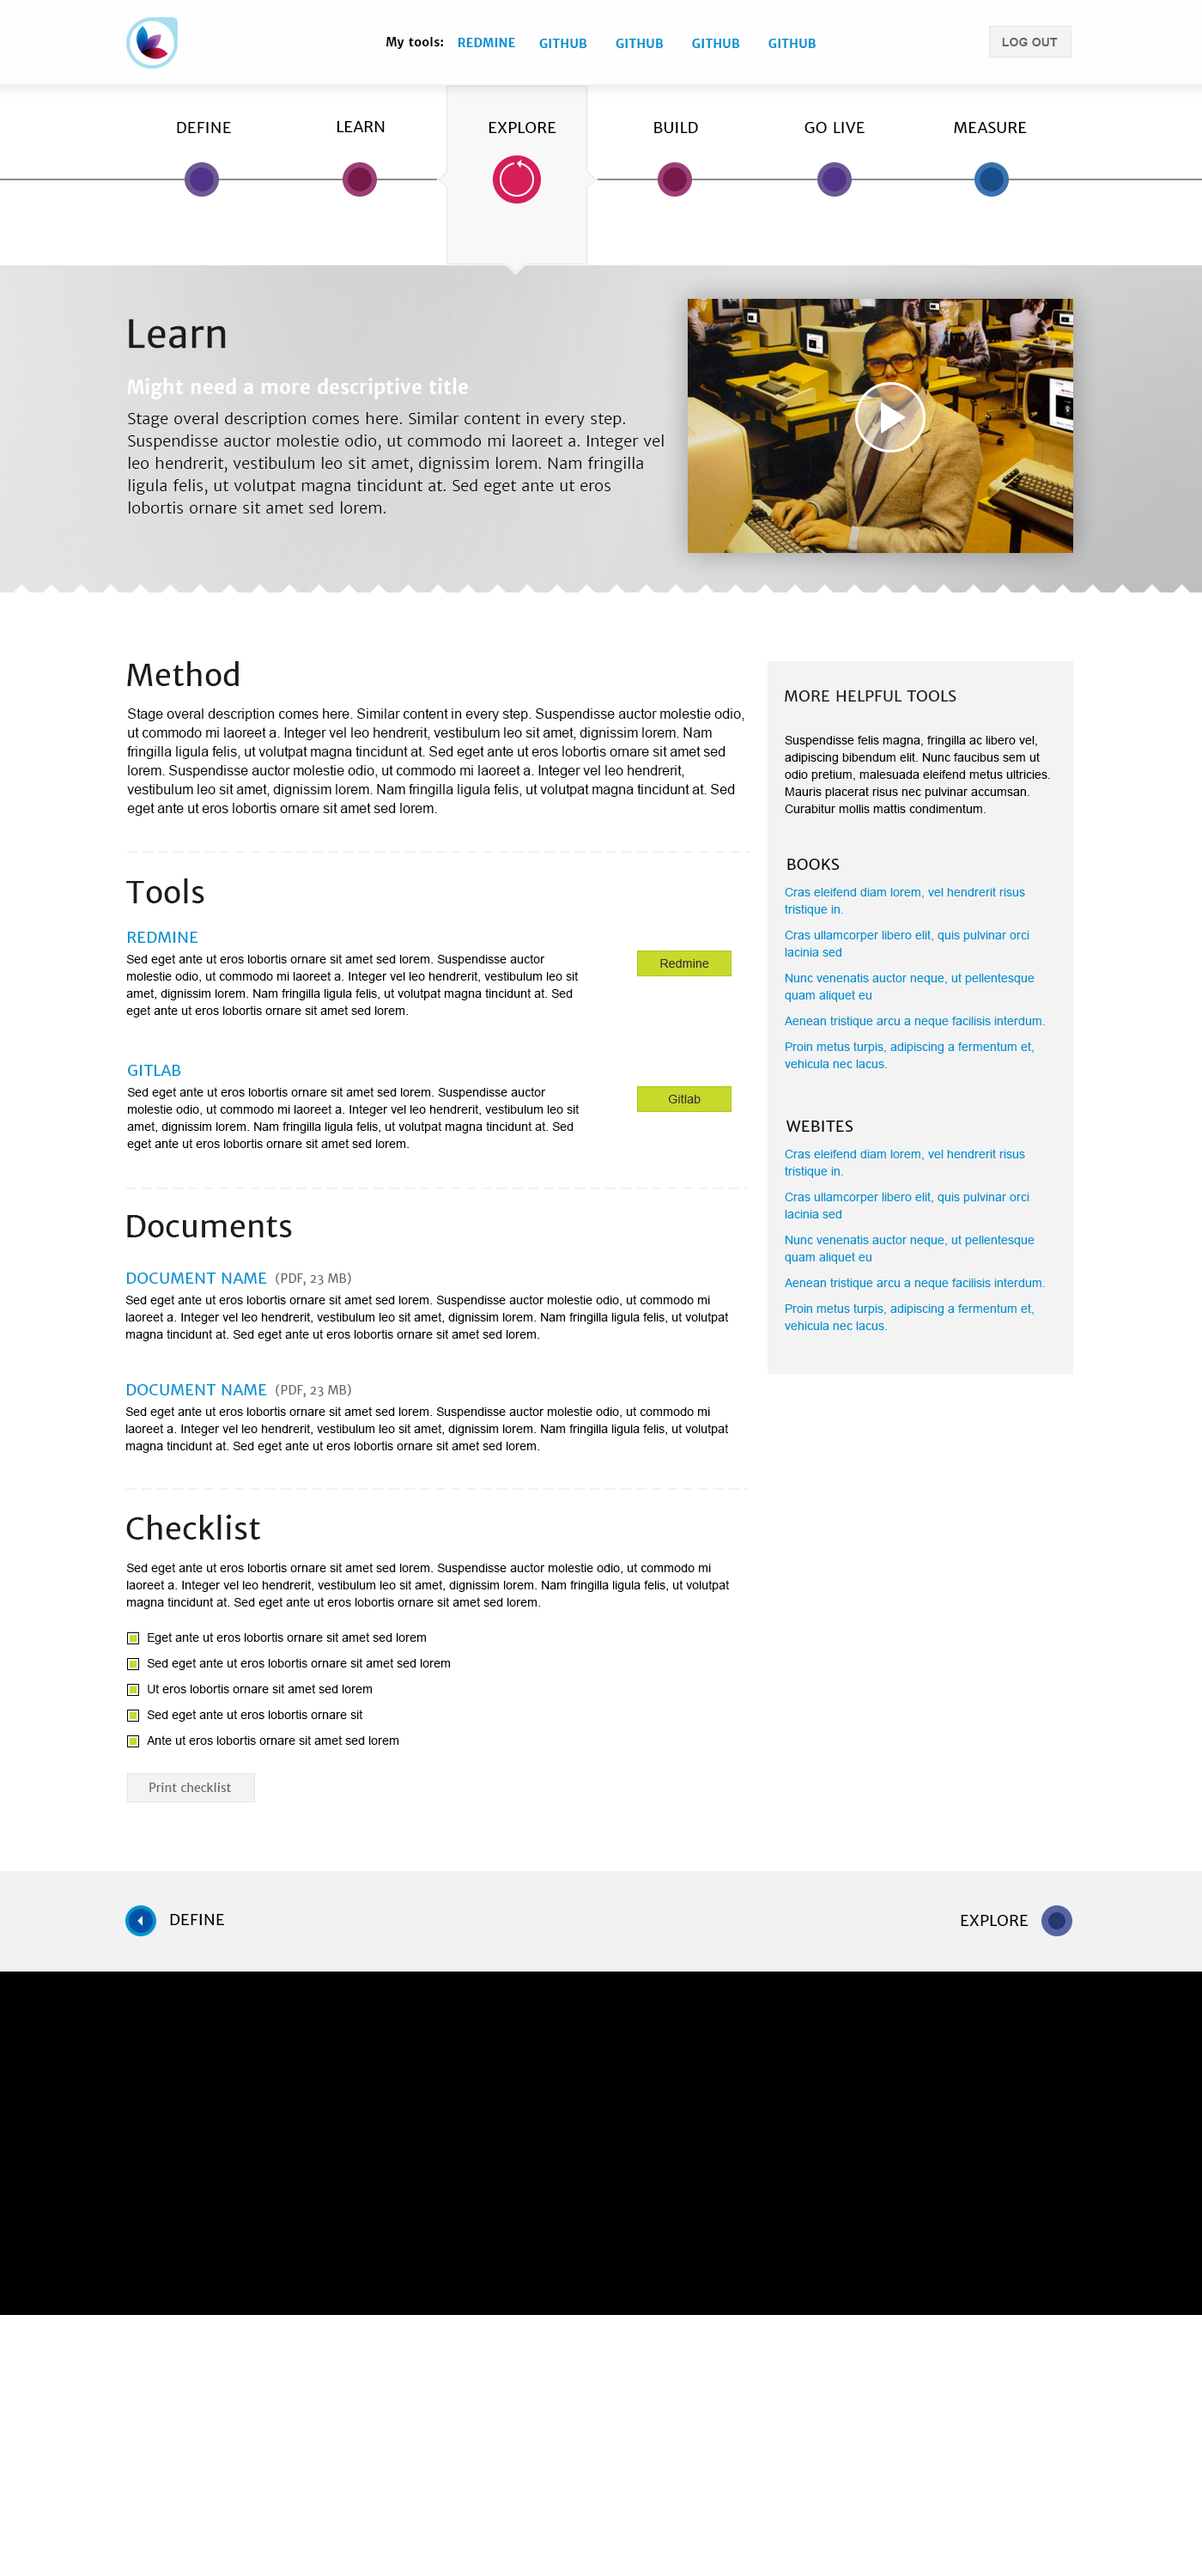 My tools: REDMINE GITHUB GITHUB GITHUB GITHUB LOG OUT
DEFINE LEARN EXPLORE BUILD GO LIVE MEASURE
Learn
Might need a more descriptive title
Stage overal description comes here. Similar content in every step.
Suspendisse auctor molestie odio, ut commodo mi laoreet a. Integer vel
leo hendrerit, vestibulum leo sit amet, dignissim lorem. Nam fringilla
ligula felis, ut volutpat magna tincidunt at. Sed eget ante ut eros
lobortis ornare sit amet sed lorem.
Method
Stage overal description comes here. Similar content in every step. Suspendisse auctor molestie odio,
ut commodo mi laoreet a. Integer vel leo hendrerit, vestibulum leo sit amet, dignissim lorem. Nam
fringilla ligula felis, ut volutpat magna tincidunt at. Sed eget ante ut eros lobortis ornare sit amet sed
lorem. Suspendisse auctor molestie odio, ut commodo mi laoreet a. Integer vel leo hendrerit,
vestibulum leo sit amet, dignissim lorem. Nam fringilla ligula felis, ut volutpat magna tincidunt at. Sed
eget ante ut eros lobortis ornare sit amet sed lorem.
Tools
REDMINE
Sed eget ante ut eros lobortis ornare sit amet sed lorem. Suspendisse auctor
molestie odio, ut commodo mi laoreet a. Integer vel leo hendrerit, vestibulum leo sit
amet, dignissim lorem. Nam fringilla ligula felis, ut volutpat magna tincidunt at. Sed
eget ante ut eros lobortis ornare sit amet sed lorem.
Redmine
GITLAB
Sed eget ante ut eros lobortis ornare sit amet sed lorem. Suspendisse auctor
molestie odio, ut commodo mi laoreet a. Integer vel leo hendrerit, vestibulum leo sit
amet, dignissim lorem. Nam fringilla ligula felis, ut volutpat magna tincidunt at. Sed
eget ante ut eros lobortis ornare sit amet sed lorem.
Gitlab
Documents
DOCUMENT NAME (PDF, 23 MB)
Sed eget ante ut eros lobortis ornare sit amet sed lorem. Suspendisse auctor molestie odio, ut commodo mi
laoreet a. Integer vel leo hendrerit, vestibulum leo sit amet, dignissim lorem. Nam fringilla ligula felis, ut volutpat
magna tincidunt at. Sed eget ante ut eros lobortis ornare sit amet sed lorem.
DOCUMENT NAME (PDF, 23 MB)
Sed eget ante ut eros lobortis ornare sit amet sed lorem. Suspendisse auctor molestie odio, ut commodo mi
laoreet a. Integer vel leo hendrerit, vestibulum leo sit amet, dignissim lorem. Nam fringilla ligula felis, ut volutpat
magna tincidunt at. Sed eget ante ut eros lobortis ornare sit amet sed lorem.
Checklist
Sed eget ante ut eros lobortis ornare sit amet sed lorem. Suspendisse auctor molestie odio, ut commodo mi
laoreet a. Integer vel leo hendrerit, vestibulum leo sit amet, dignissim lorem. Nam fringilla ligula felis, ut volutpat
magna tincidunt at. Sed eget ante ut eros lobortis ornare sit amet sed lorem.
Eget ante ut eros lobortis ornare sit amet sed lorem
Sed eget ante ut eros lobortis ornare sit amet sed lorem
Ut eros lobortis ornare sit amet sed lorem
Sed eget ante ut eros lobortis ornare sit
Ante ut eros lobortis ornare sit amet sed lorem
Print checklist
MORE HELPFUL TOOLS
Suspendisse felis magna, fringilla ac libero vel,
adipiscing bibendum elit. Nunc faucibus sem ut
odio pretium, malesuada eleifend metus ultricies.
Mauris placerat risus nec pulvinar accumsan.
Curabitur mollis mattis condimentum.
BOOKS
Cras eleifend diam lorem, vel hendrerit risus
tristique in.
Cras ullamcorper libero elit, quis pulvinar orci
lacinia sed
Nunc venenatis auctor neque, ut pellentesque
quam aliquet eu
Aenean tristique arcu a neque facilisis interdum.
Proin metus turpis, adipiscing a fermentum et,
vehicula nec lacus.
WEBITES
Cras eleifend diam lorem, vel hendrerit risus
tristique in.
Cras ullamcorper libero elit, quis pulvinar orci
lacinia sed
Nunc venenatis auctor neque, ut pellentesque
quam aliquet eu
Aenean tristique arcu a neque facilisis interdum.
Proin metus turpis, adipiscing a fermentum et,
vehicula nec lacus.
DEFINE EXPLORE